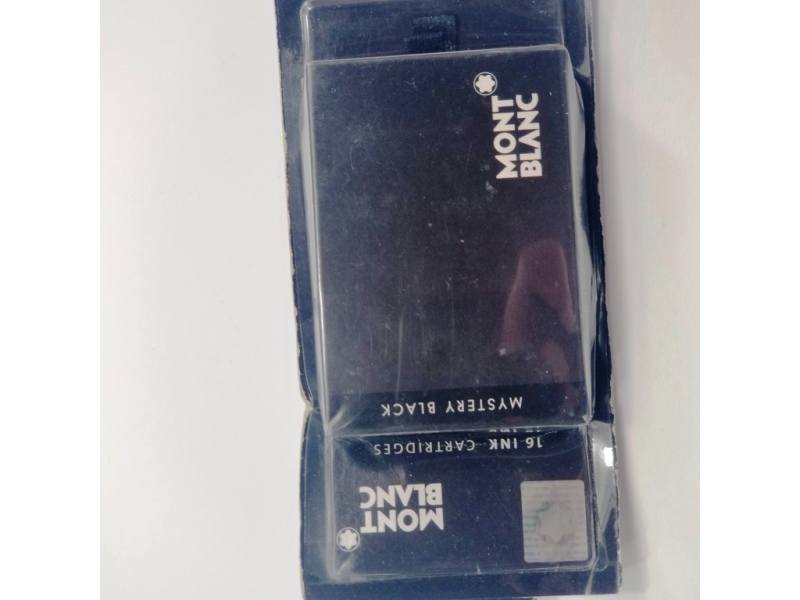 MONT
BLANC
MYSTERY BLACK
16 INK CARTRIDGES
MONT
BLANC